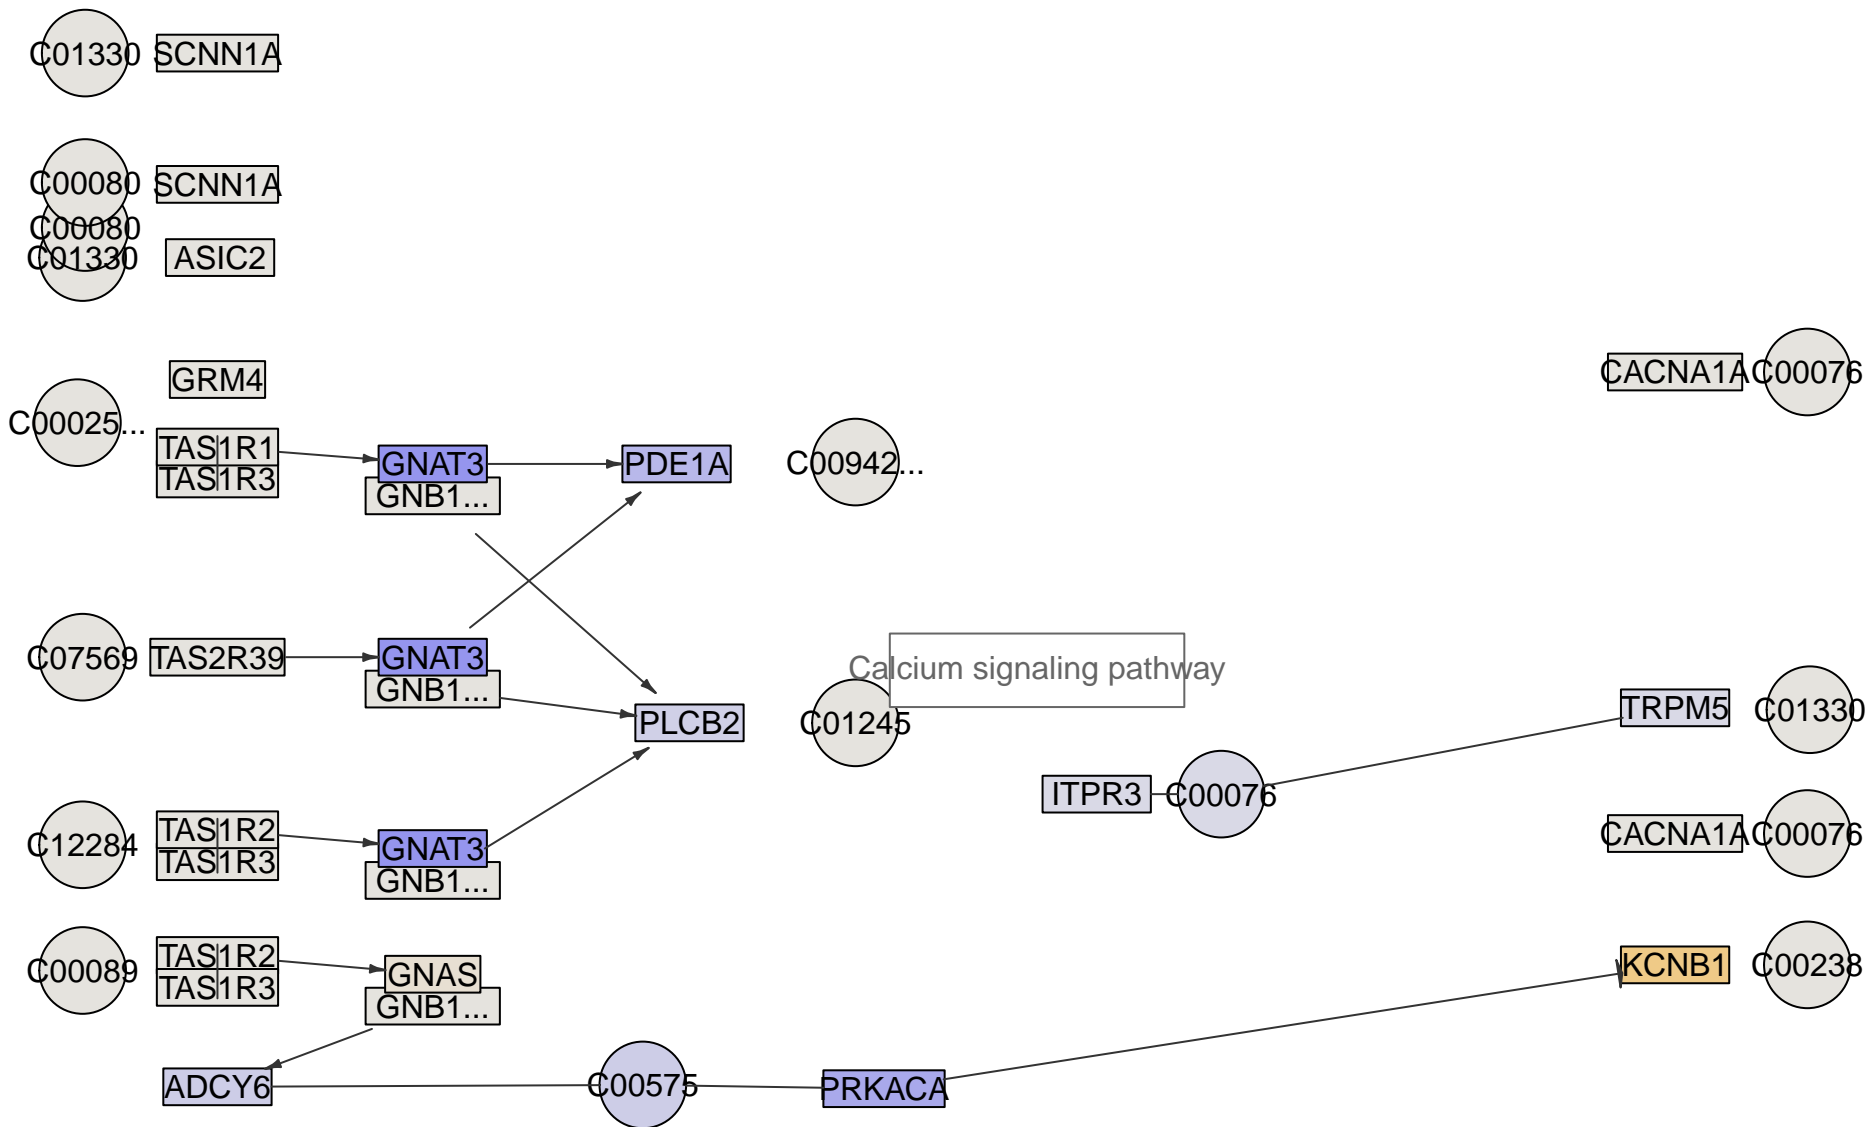 C01330 SCNN1A
C00080 SCNN1A
C00080
C01330 ASIC2
GRM4
CACNA1A C00076
C00025...
TAS1R1
GNAT3 PDE1A C00942...
TAS1R3
GNB1...
C07569 TAS2R39 GNAT3
Calcium signaling pathway
GNB1...
PLCB2 C01245
TRPM5 C01330
ITPR3 C00076
C12284 TAS1R2
GNAT3
CACNA1A C00076
TAS1R3
GNB1...
C00089 TAS1R2
GNAS
KCNB1 C00238
TAS1R3
GNB1...
ADCY6 C00575 PRKACA